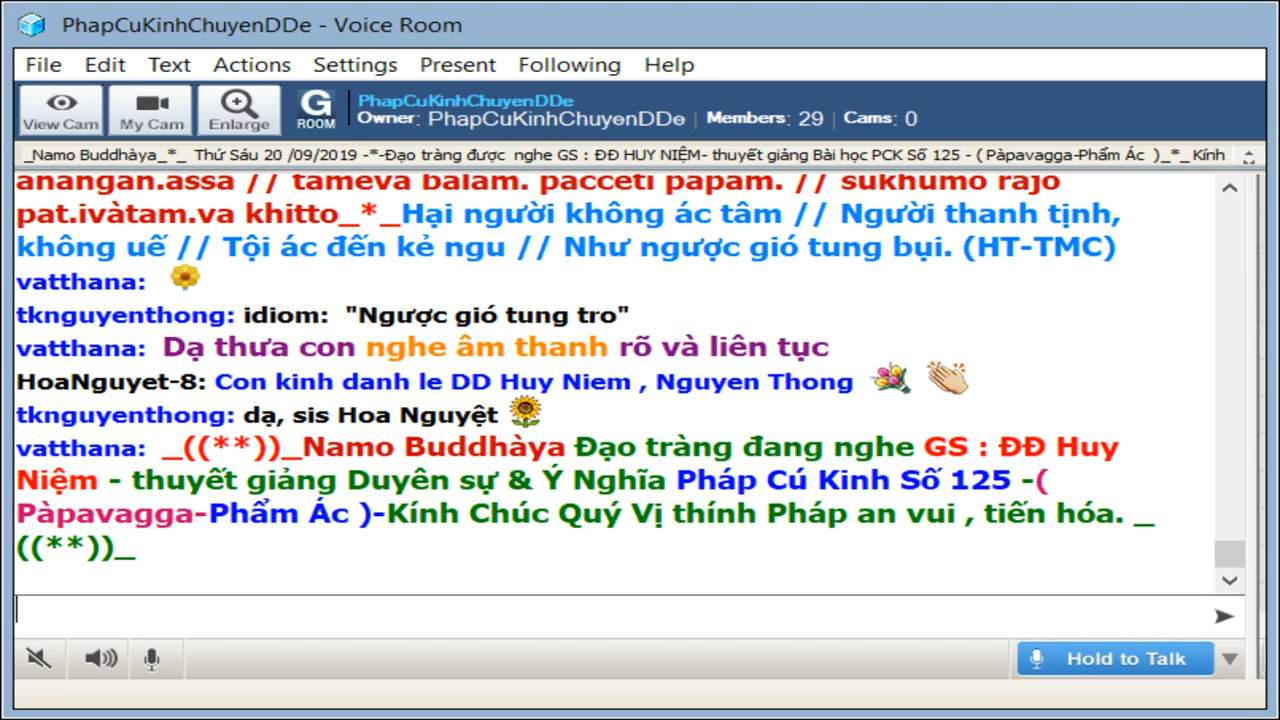 PhapCuKinhChuyenDDe - Voice Room
File Edit Text Actions Settings Present Following Help
View Cam My Cam Enlarge G ROOM
PhapCuKinhChuyenDDe
Owner: PhapCuKinhChuyenDDe | Members: 29 | Cams: 0
_Namo Buddhàya_*_ Thứ Sáu 20 /09/2019 -*-Đạo tràng được nghe GS : ĐĐ HUY NIỆM- thuyết giảng Bài học PCK Số 125 - ( Pàpavagga-Phẩm Ác )_*_Kính
anangan.assa // tameva balam. pacceti papam. // sukhumo rajo
pat.ivàtam.va khitto_*_Hại người không ác tâm // Người thanh tịnh,
không uế // Tội ác đến kẻ ngu // Như ngược gió tung bụi. (HT-TMC)
vatthana:
tknguyenthong: idiom: "Ngược gió tung tro"
vatthana: Dạ thưa con nghe âm thanh rõ và liên tục
HoaNguyet-8: Con kinh danh le DD Huy Niem , Nguyen Thong
tknguyenthong: dạ, sis Hoa Nguyệt
vatthana: _((**))_Namo Buddhàya Đạo tràng đang nghe GS : ĐĐ Huy
Niệm - thuyết giảng Duyên sự & Ý Nghĩa Pháp Cú Kinh Số 125 -(
Pàpavagga-Phẩm Ác )-Kính Chúc Quý Vị thính Pháp an vui , tiến hóa. _
((**))_
Hold to Talk